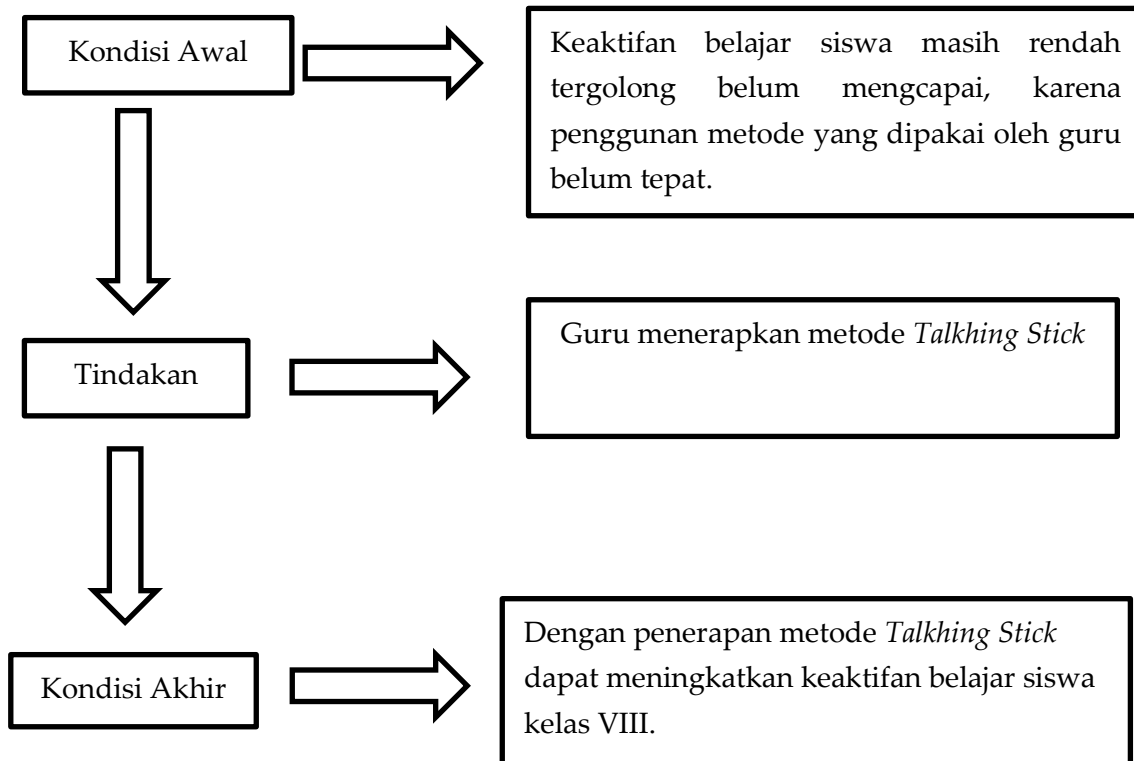 Kondisi Awal
Keaktifan belajar siswa masih rendah
tergolong belum mengcapai, karena
penggunan metode yang dipakai oleh guru
belum tepat.
Tindakan
Guru menerapkan metode Talkhing Stick
Kondisi Akhir
Dengan penerapan metode Talkhing Stick
dapat meningkatkan keaktifan belajar siswa
kelas VIII.